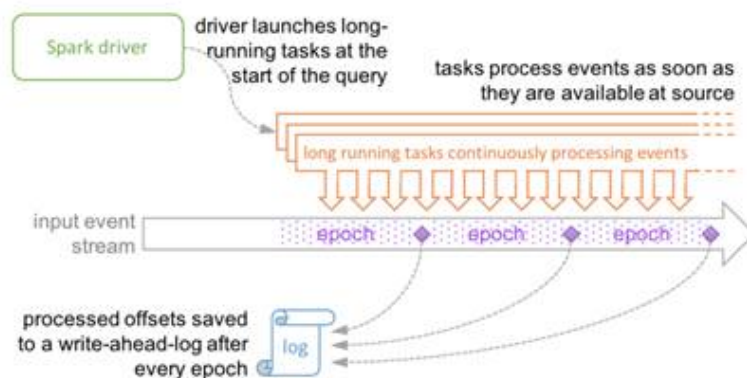 Spark driver
driver launches long-
running tasks at the
start of the query
tasks process events as soon as
they are available at source
long running tasks continuously processing events
input event
stream
epoch
epoch
epoch
processed offsets saved
to a write-ahead-log after
every epoch
log